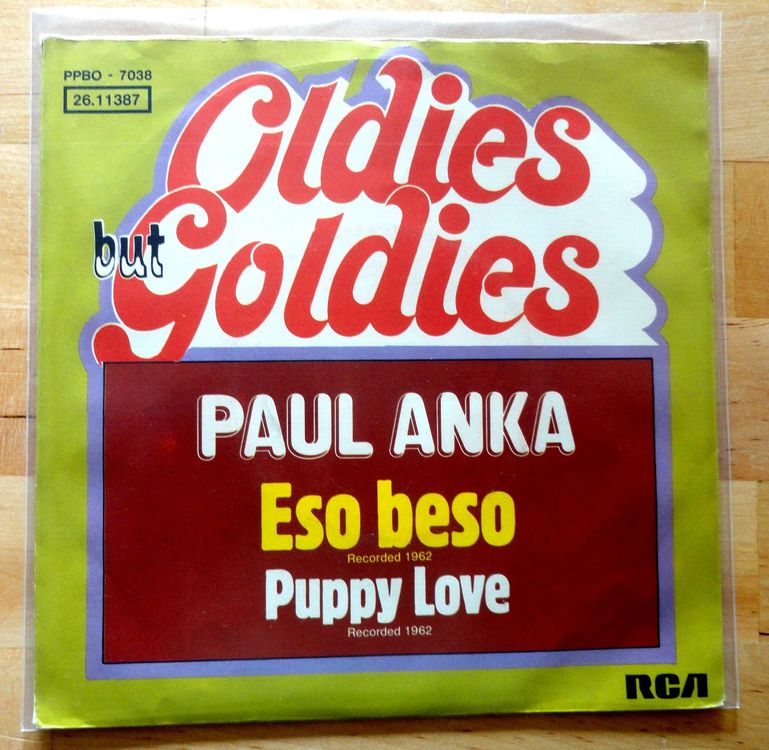 PPBO - 7038
26.11387
Oldies
but
Goldies
PAUL ANKA
Eso beso
Recorded 1962
Puppy Love
Recorded 1962
RCA